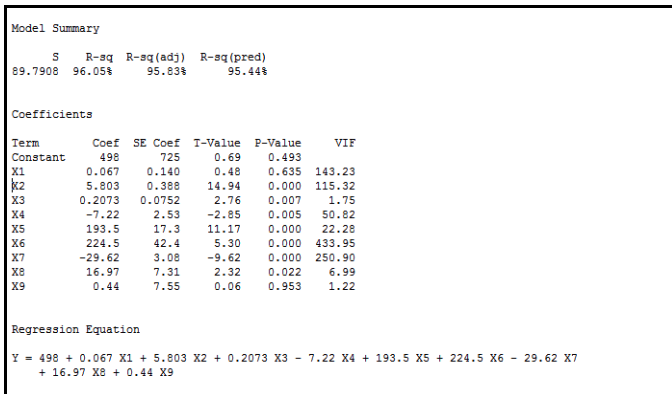 Model Summary
S R-sq R-sq(adj) R-sq(pred)
89.7908 96.05% 95.83% 95.44%
Coefficients
Term Coef SE Coef T-Value P-Value VIF
Constant 498 725 0.69 0.493
X1 0.067 0.140 0.48 0.635 143.23
X2 5.803 0.388 14.94 0.000 115.32
X3 0.2073 0.0752 2.76 0.007 1.75
X4 -7.22 2.53 -2.85 0.005 50.82
X5 193.5 17.3 11.17 0.000 22.28
X6 224.5 42.4 5.30 0.000 433.95
X7 -29.62 3.08 -9.62 0.000 250.90
X8 16.97 7.31 2.32 0.022 6.99
X9 0.44 7.55 0.06 0.953 1.22
Regression Equation
Y = 498 + 0.067 X1 + 5.803 X2 + 0.2073 X3 - 7.22 X4 + 193.5 X5 + 224.5 X6 - 29.62 X7
+ 16.97 X8 + 0.44 X9